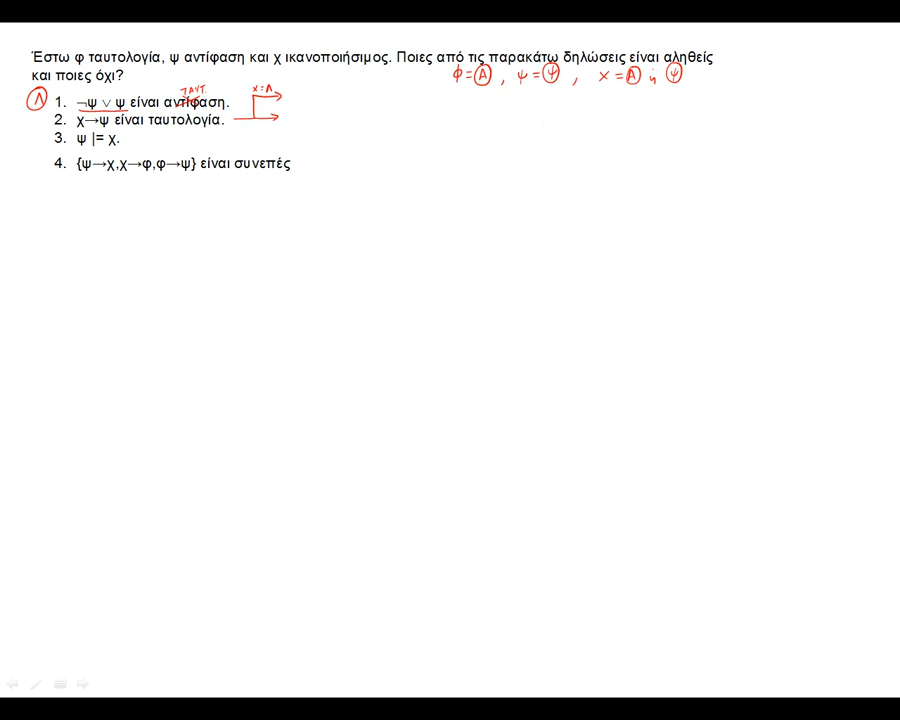 Έστω φ ταυτολογία, ψ αντίφαση και χ ικανοποιήσιμος. Ποιες από τις παρακάτω δηλώσεις είναι αληθείς
και ποιες όχι?
φ = Α , ψ = Ψ , χ = Α ή Ψ
ΤΑΥΤ.
χ = Α
Λ 1. ¬ψ ∨ ψ είναι αντίφαση.
2. χ→ψ είναι ταυτολογία.
3. ψ |= χ.
4. {ψ→χ,χ→φ,φ→ψ} είναι συνεπές